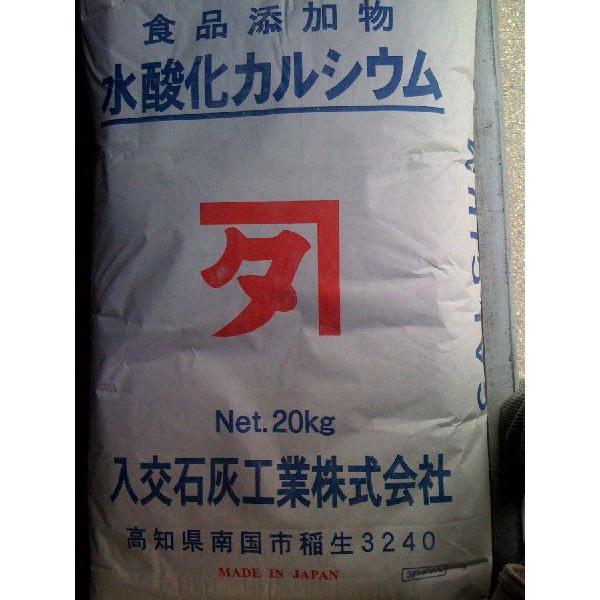 食品添加物
水酸化カルシウム
タ
Net.20kg
入交石灰工業株式会社
高知県南国市稲生3240
MADE IN JAPAN